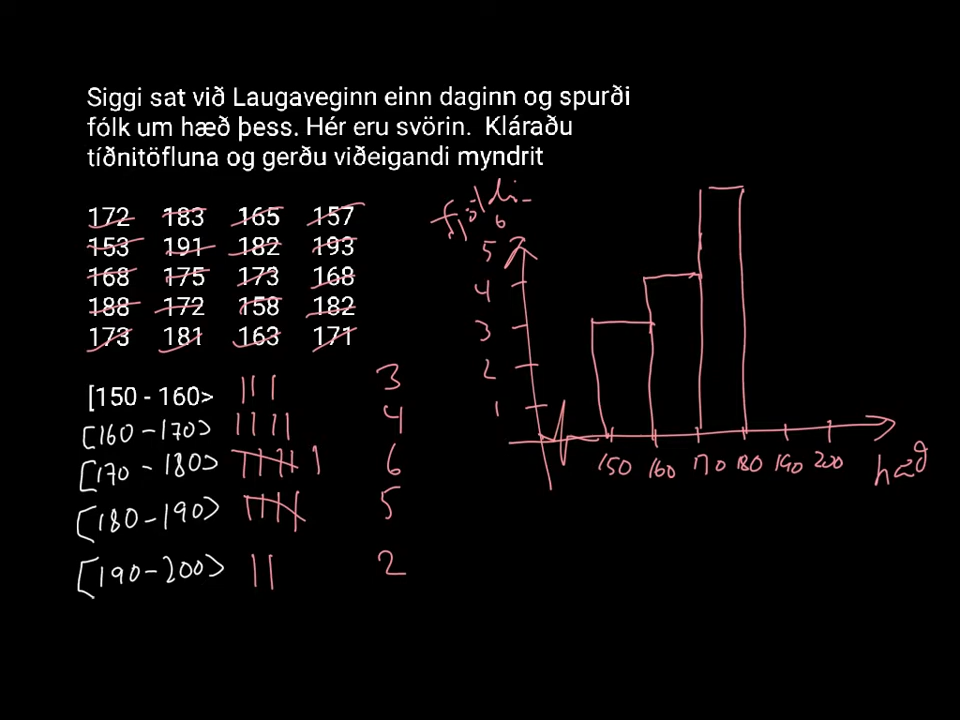 Siggi sat við Laugaveginn einn daginn og spurði
fólk um hæð þess. Hér eru svörin.  Kláraðu
tíðnitöfluna og gerðu viðeigandi myndrit
172 183 165 157
153 191 182 193
168 175 173 168
188 172 158 182
173 181 163 171
[150 - 160> 3
[160 - 170> 4
[170 - 180> 6
[180 - 190> 5
[190 - 200> 2
fjöldi
6
5
4
3
2
1
150 160 170 180 190 200
hæð